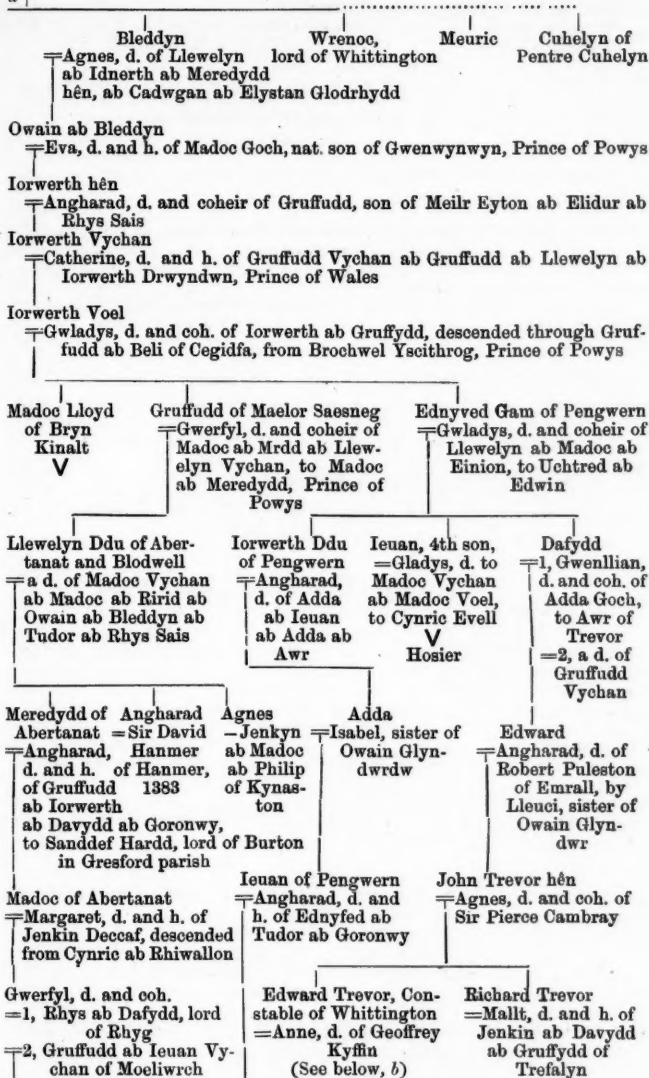 Bleddyn
=Agnes, d. of Llewelyn
ab Idnerth ab Meredydd
hên, ab Cadwgan ab Elystan Glodrhydd
Wrenoc,
lord of Whittington
Meuric
Cuhelyn of
Pentre Cuhelyn
Owain ab Bleddyn
=Eva, d. and h. of Madoc Goch, nat. son of Gwenwynwyn, Prince of Powys
Iorwerth hên
=Angharad, d. and coheir of Gruffudd, son of Meilr Eyton ab Elidur ab
Rhys Sais
Iorwerth Vychan
=Catherine, d. and h. of Gruffudd Vychan ab Gruffudd ab Llewelyn ab
Iorwerth Drwyndwn, Prince of Wales
Iorwerth Voel
=Gwladys, d. and coh. of Iorwerth ab Gruffydd, descended through Gruf-
fudd ab Beli of Cegidfa, from Brochwel Yscithrog, Prince of Powys
Madoc Lloyd
of Bryn
Kinalt
V
Gruffudd of Maelor Saesneg
=Gwerfyl, d. and coheir of
Madoc ab Mrdd ab Llew-
elyn Vychan, to Madoc
ab Meredydd, Prince of
Powys
Ednyved Gam of Pengwern
=Gwladys, d. and coheir of
Llewelyn ab Madoc ab
Einion, to Uchtred ab
Edwin
Llewelyn Ddu of Aber-
tanat and Blodwell
=a d. of Madoc Vychan
ab Madoc ab Ririd ab
Owain ab Bleddyn ab
Tudor ab Rhys Sais
Iorwerth Ddu
of Pengwern
=Angharad,
d. of Adda
ab Ieuan
ab Adda ab
Awr
Ieuan, 4th son,
=Gladys, d. to
Madoc Vychan
ab Madoc Voel,
to Cynric Evell
V
Hosier
Dafydd
=1, Gwenllian,
d. and coh. of
Adda Goch,
to Awr of
Trevor
=2, a d. of
Gruffudd
Vychan
Meredydd of
Abertanat
=Angharad,
d. and h.
of Gruffudd
ab Iorwerth
ab Davydd ab Goronwy,
to Sanddef Hardd, lord of Burton
in Gresford parish
Angharad
=Sir David
Hanmer
of Hanmer,
1383
Agnes
–Jenkyn
ab Madoc
ab Philip
of Kynas-
ton
Adda
=Isabel, sister of
Owain Glyn-
dwrdw
Edward
=Angharad, d. of
Robert Puleston
of Emrall, by
Lleuci, sister of
Owain Glyn-
dwr
Madoc of Abertanat
=Margaret, d. and h. of
Jenkin Deccaf, descended
from Cynric ab Rhiwallon
Ieuan of Pengwern
=Angharad, d. and
h. of Ednyfed ab
Tudor ab Goronwy
John Trevor hên
=Agnes, d. and coh. of
Sir Pierce Cambray
Gwerfyl, d. and coh.
=1, Rhys ab Dafydd, lord
of Rhyg
=2, Gruffudd ab Ieuan Vy-
chan of Moeliwrch
Edward Trevor, Con-
stable of Whittington
=Anne, d. of Geoffrey
Kyffin
(See below, b)
Richard Trevor
=Mallt, d. and h. of
Jenkin ab Davydd
ab Gruffydd of
Trefalyn